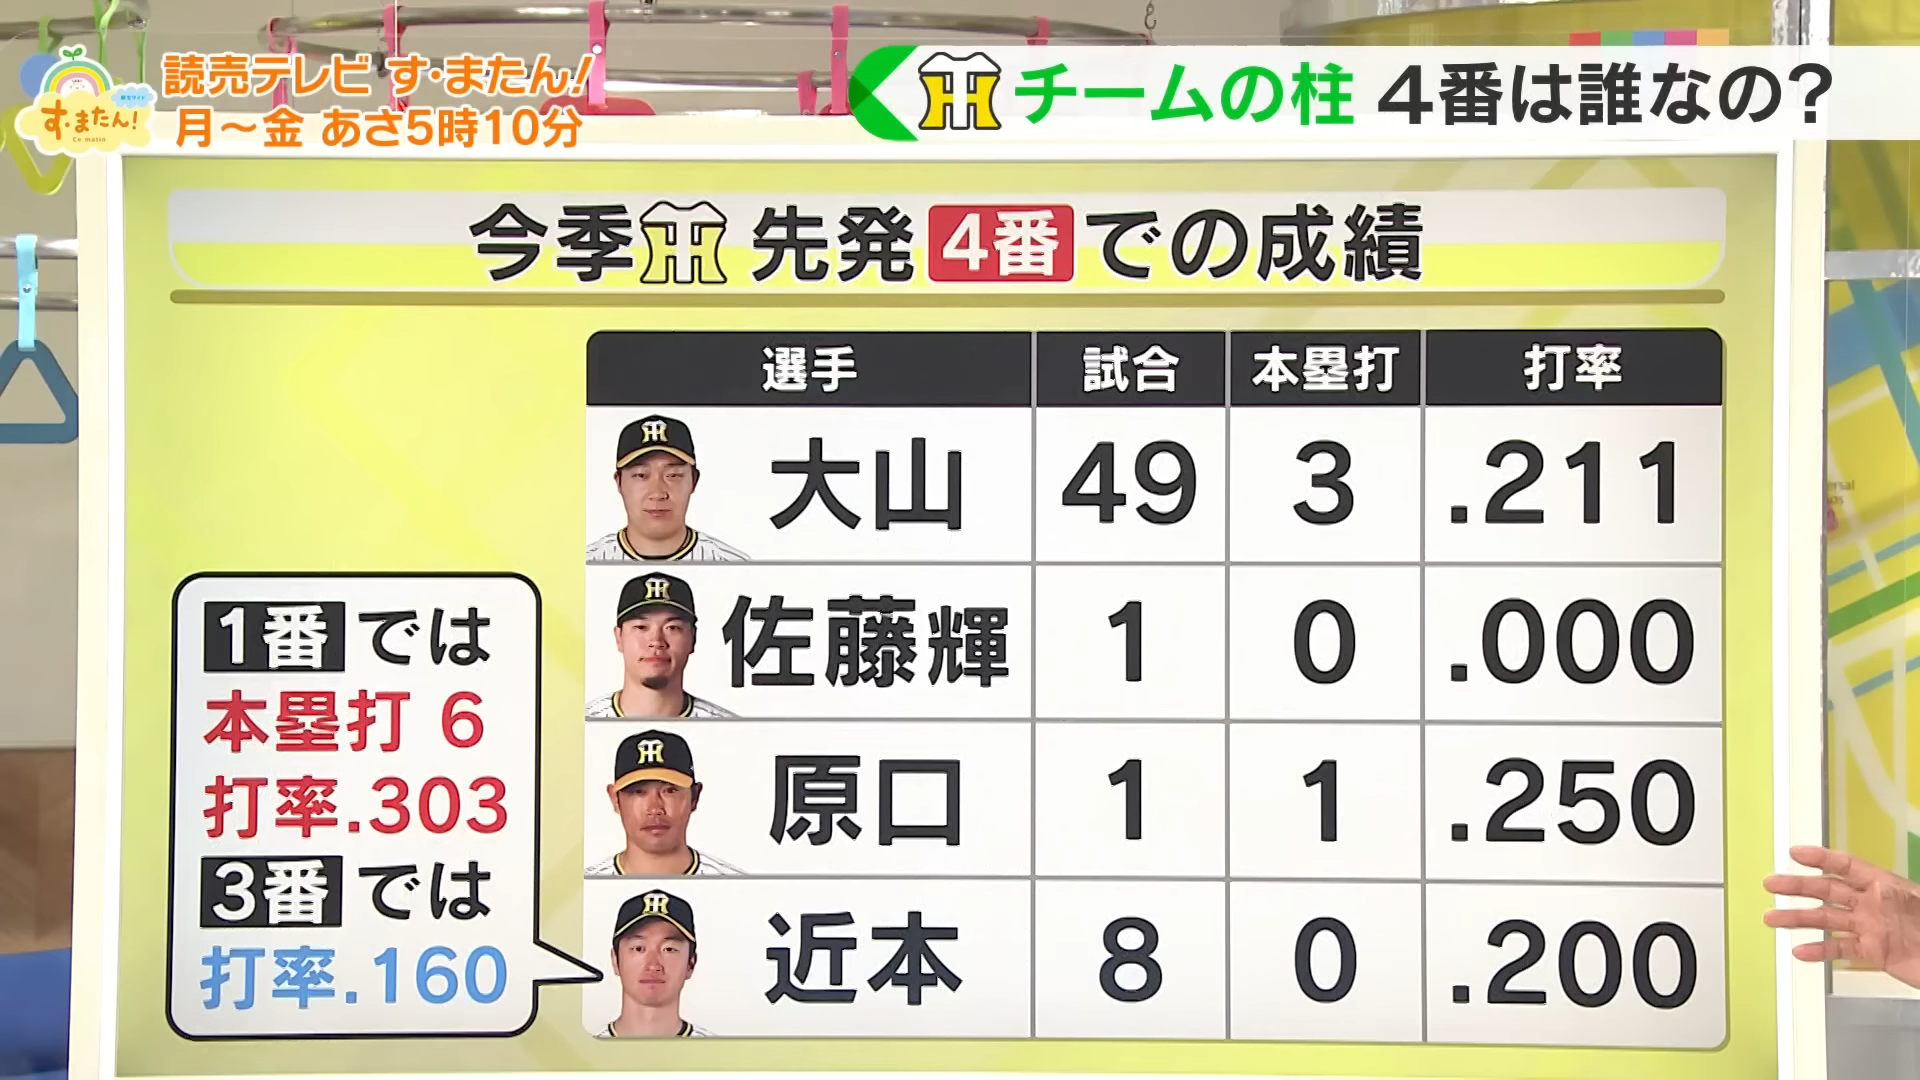 す・またん!
Ce matin
読売テレビ す・またん!
月～金 あさ5時10分
チームの柱 4番は誰なの?
今季 先発 4番 での成績
選手 試合 本塁打 打率
大山 49 3 .211
佐藤輝 1 0 .000
原口 1 1 .250
近本 8 0 .200
1番では
本塁打 6
打率.303
3番では
打率.160